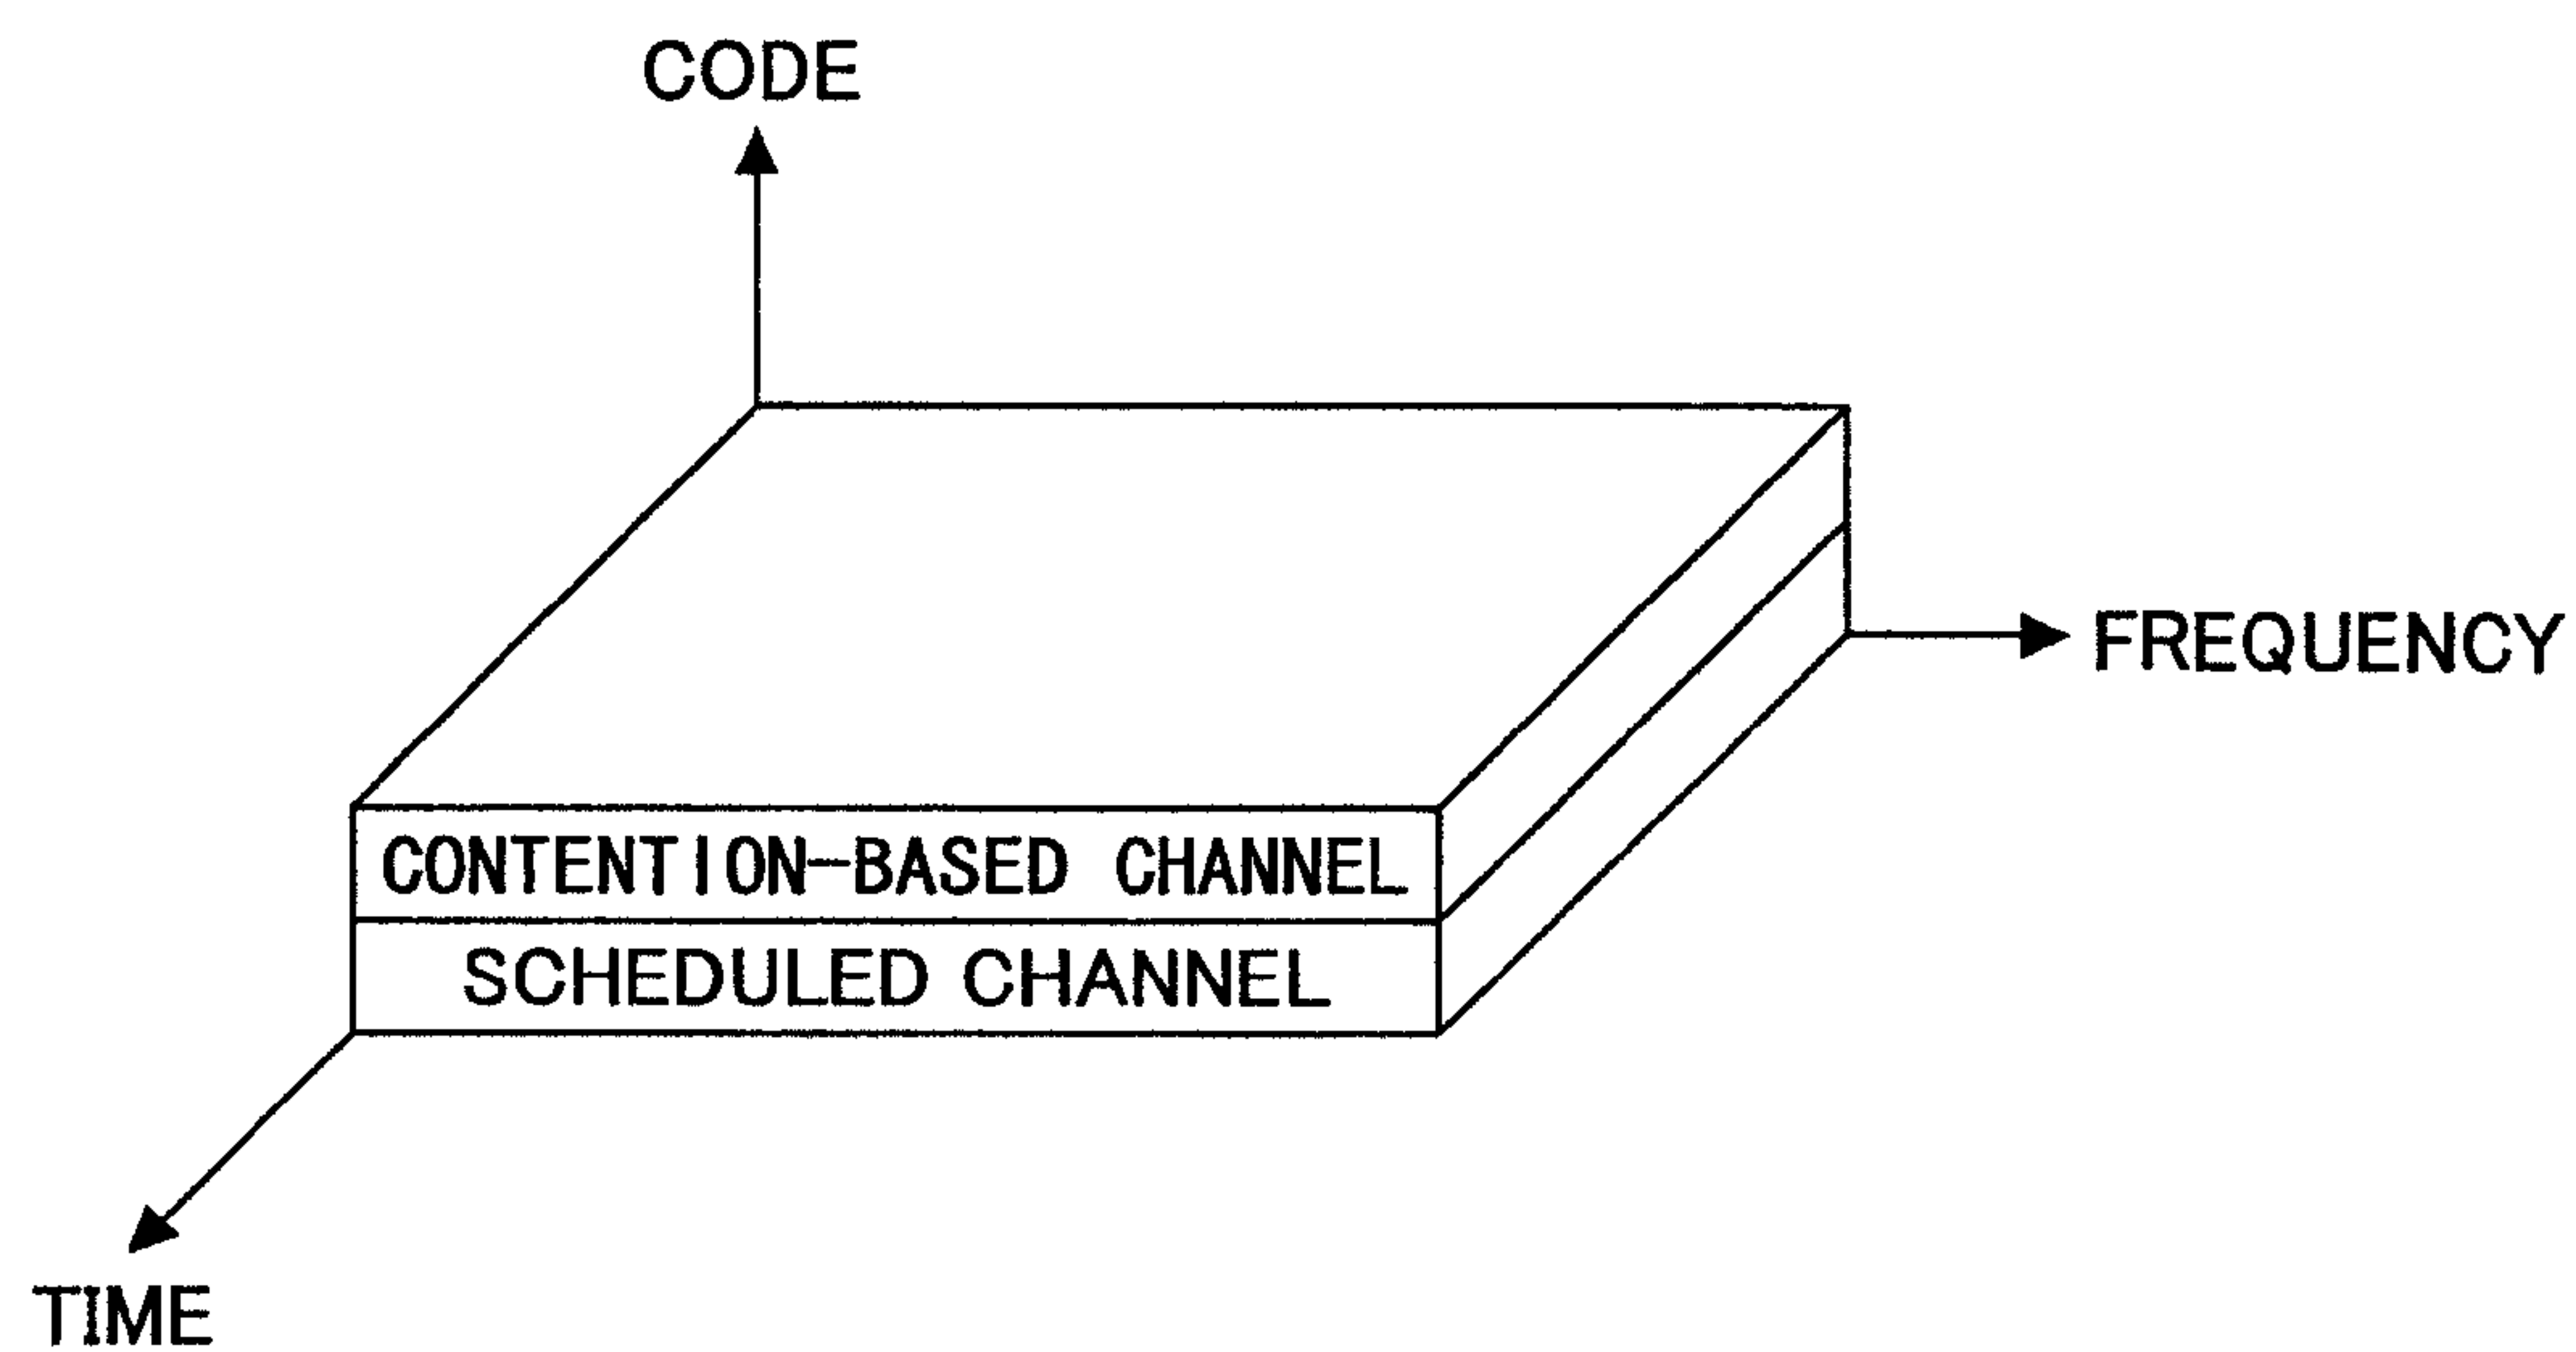 CODE
FREQUENCY
CONTENTION-BASED CHANNEL
SCHEDULED CHANNEL
TIME